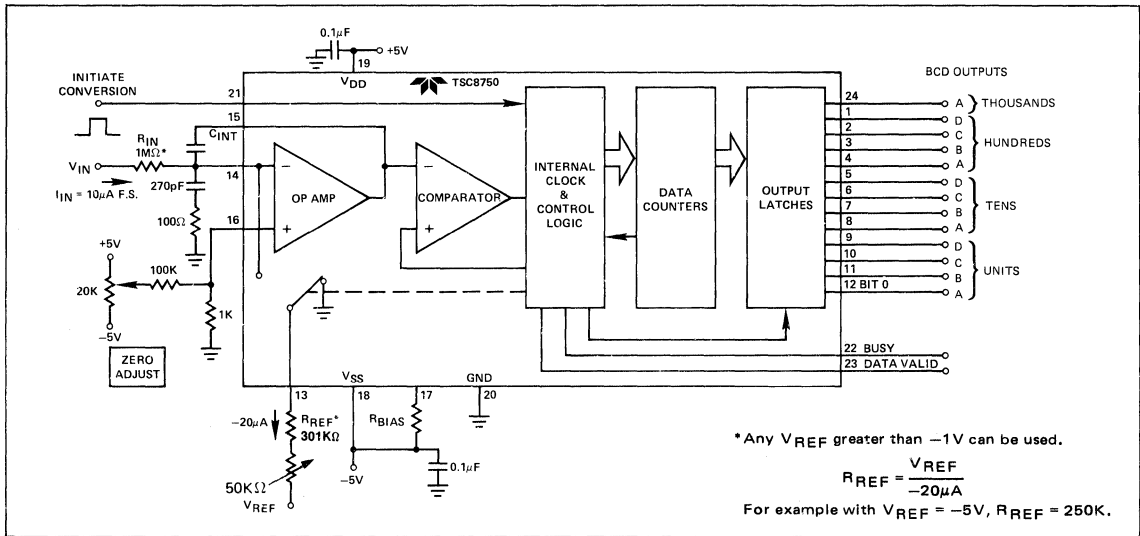 0.1μF
+5V
19
VDD
TSC8750
INITIATE
CONVERSION
21
15
CINT
RIN
1MΩ*
VIN
14
IIN = 10μA F.S.
270pF
100Ω
16
OP AMP
−
+
COMPARATOR
−
+
INTERNAL
CLOCK
&
CONTROL
LOGIC
DATA
COUNTERS
OUTPUT
LATCHES
BCD OUTPUTS
24 A THOUSANDS
1 D
2 C
HUNDREDS
3 B
4 A
5 D
6 C
TENS
7 B
8 A
9 D
10 C
UNITS
11 B
12 BIT 0 A
22 BUSY
23 DATA VALID
+5V
100K
20K
1K
−5V
ZERO
ADJUST
VSS
GND
13
18
17
20
−20μA
RREF*
301KΩ
RBIAS
50KΩ
VREF
−5V
0.1μF
*Any VREF greater than −1V can be used.
RREF = VREF / −20μA
For example with VREF = −5V, RREF = 250K.